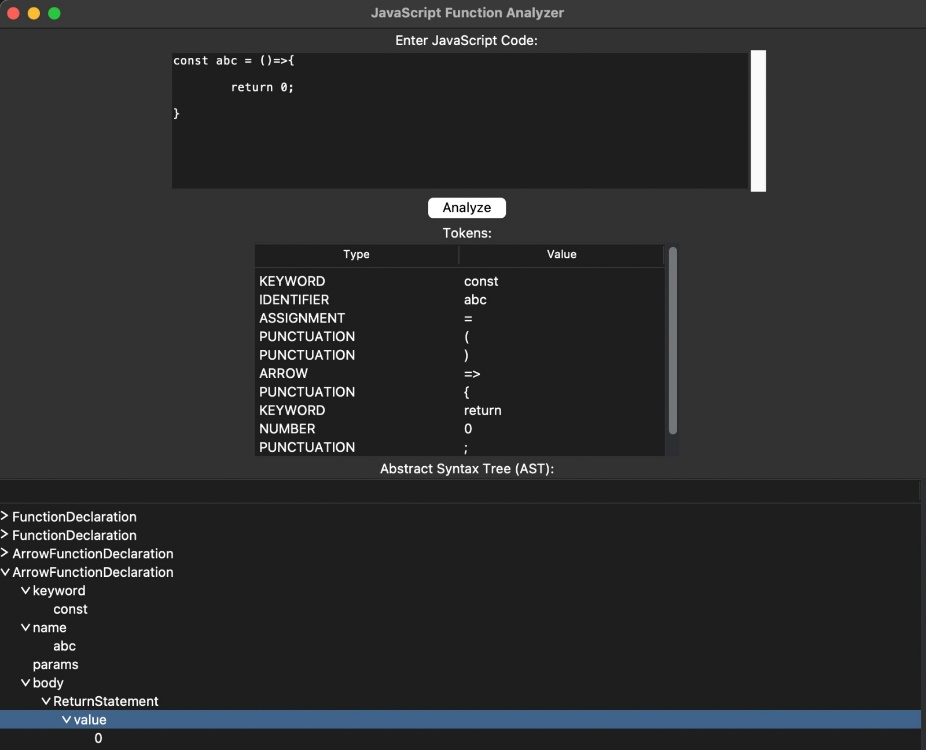 JavaScript Function Analyzer
Enter JavaScript Code:
const abc = ()=>{
return 0;
}
Analyze
Tokens:
Type Value
KEYWORD const
IDENTIFIER abc
ASSIGNMENT =
PUNCTUATION (
PUNCTUATION )
ARROW =>
PUNCTUATION {
KEYWORD return
NUMBER 0
PUNCTUATION ;
Abstract Syntax Tree (AST):
FunctionDeclaration
FunctionDeclaration
ArrowFunctionDeclaration
ArrowFunctionDeclaration
keyword
const
name
abc
params
body
ReturnStatement
value
0